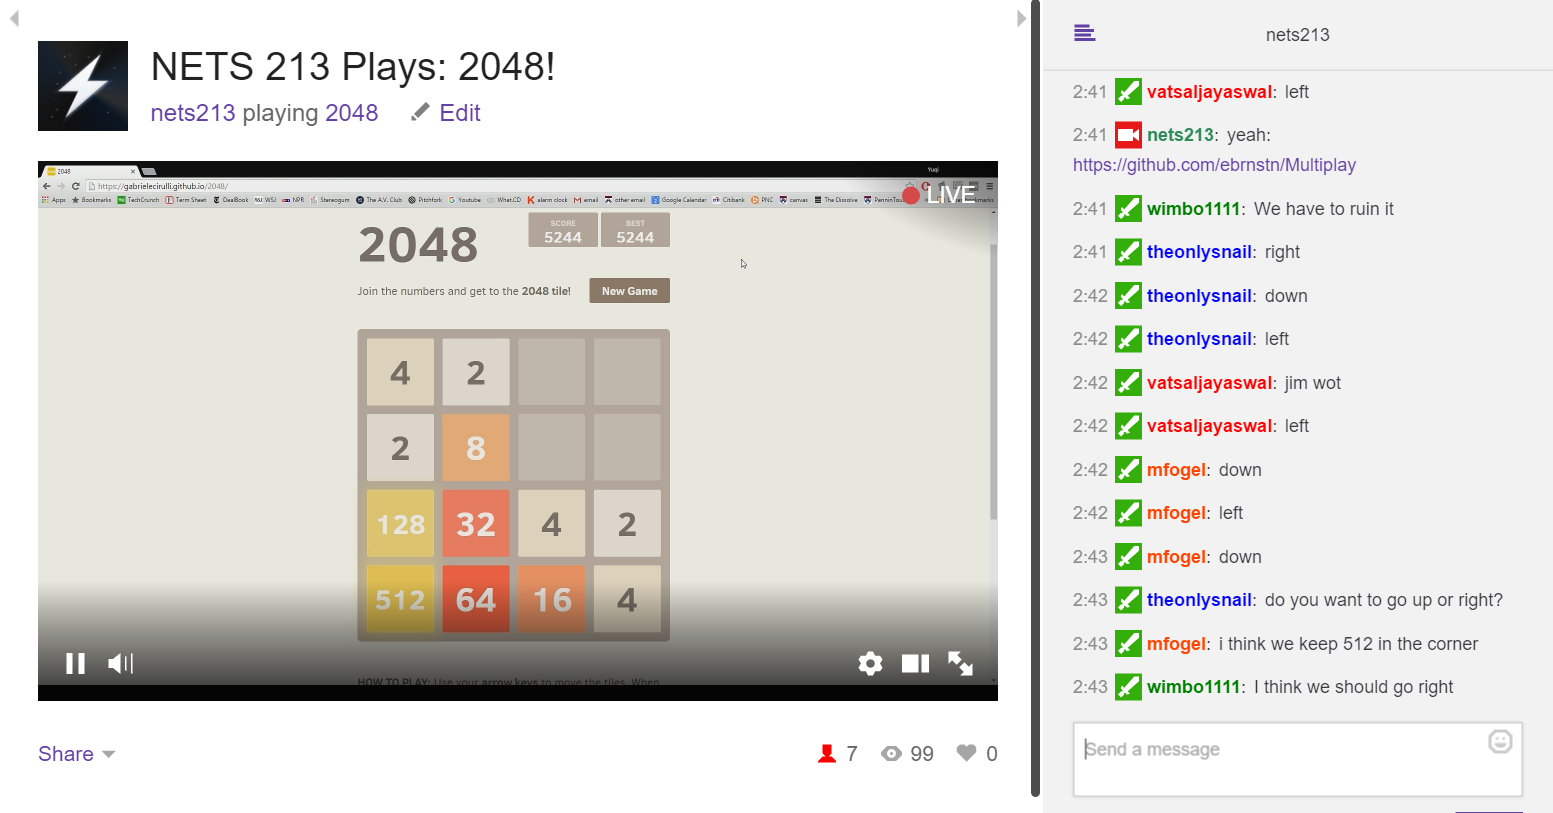 NETS 213 Plays: 2048!
nets213 playing 2048 Edit
2048
https://gabrielecirulli.github.io/2048/
Yuqi
Apps Bookmarks TechCrunch Term Sheet DealBook WSJ NPR Stereogum The A.V. Club Pitchfork Youtube What.CD alarm clock email other email Google Calendar Citibank PNC canvas The Dissolve
LIVE
2048
SCORE
5244
BEST
5244
Join the numbers and get to the 2048 tile!
New Game
4 2
2 8
128 32 4 2
512 64 16 4
HOW TO PLAY: Use your arrow keys to move the tiles. When
Share
7 99 0
nets213
2:41 vatsaljayaswal: left
2:41 nets213: yeah:
https://github.com/ebrnstn/Multiplay
2:41 wimbo1111: We have to ruin it
2:41 theonlysnail: right
2:42 theonlysnail: down
2:42 theonlysnail: left
2:42 vatsaljayaswal: jim wot
2:42 vatsaljayaswal: left
2:42 mfogel: down
2:42 mfogel: left
2:43 mfogel: down
2:43 theonlysnail: do you want to go up or right?
2:43 mfogel: i think we keep 512 in the corner
2:43 wimbo1111: I think we should go right
Send a message